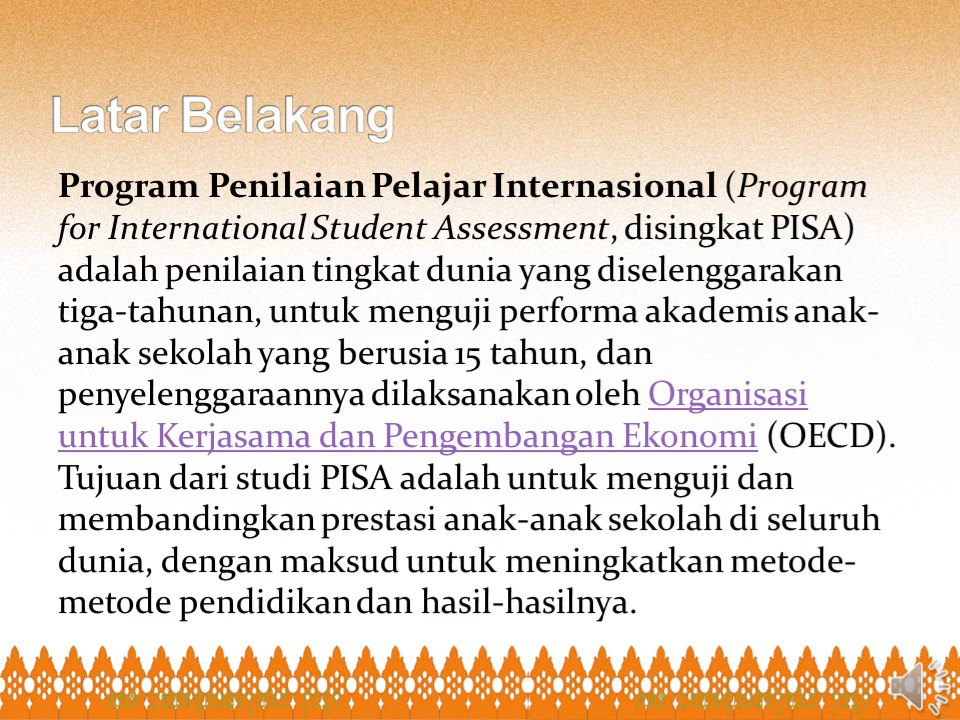 Latar Belakang
Program Penilaian Pelajar Internasional (Program
for International Student Assessment, disingkat PISA)
adalah penilaian tingkat dunia yang diselenggarakan
tiga-tahunan, untuk menguji performa akademis anak-
anak sekolah yang berusia 15 tahun, dan
penyelenggaraannya dilaksanakan oleh Organisasi
untuk Kerjasama dan Pengembangan Ekonomi (OECD).
Tujuan dari studi PISA adalah untuk menguji dan
membandingkan prestasi anak-anak sekolah di seluruh
dunia, dengan maksud untuk meningkatkan metode-
metode pendidikan dan hasil-hasilnya.